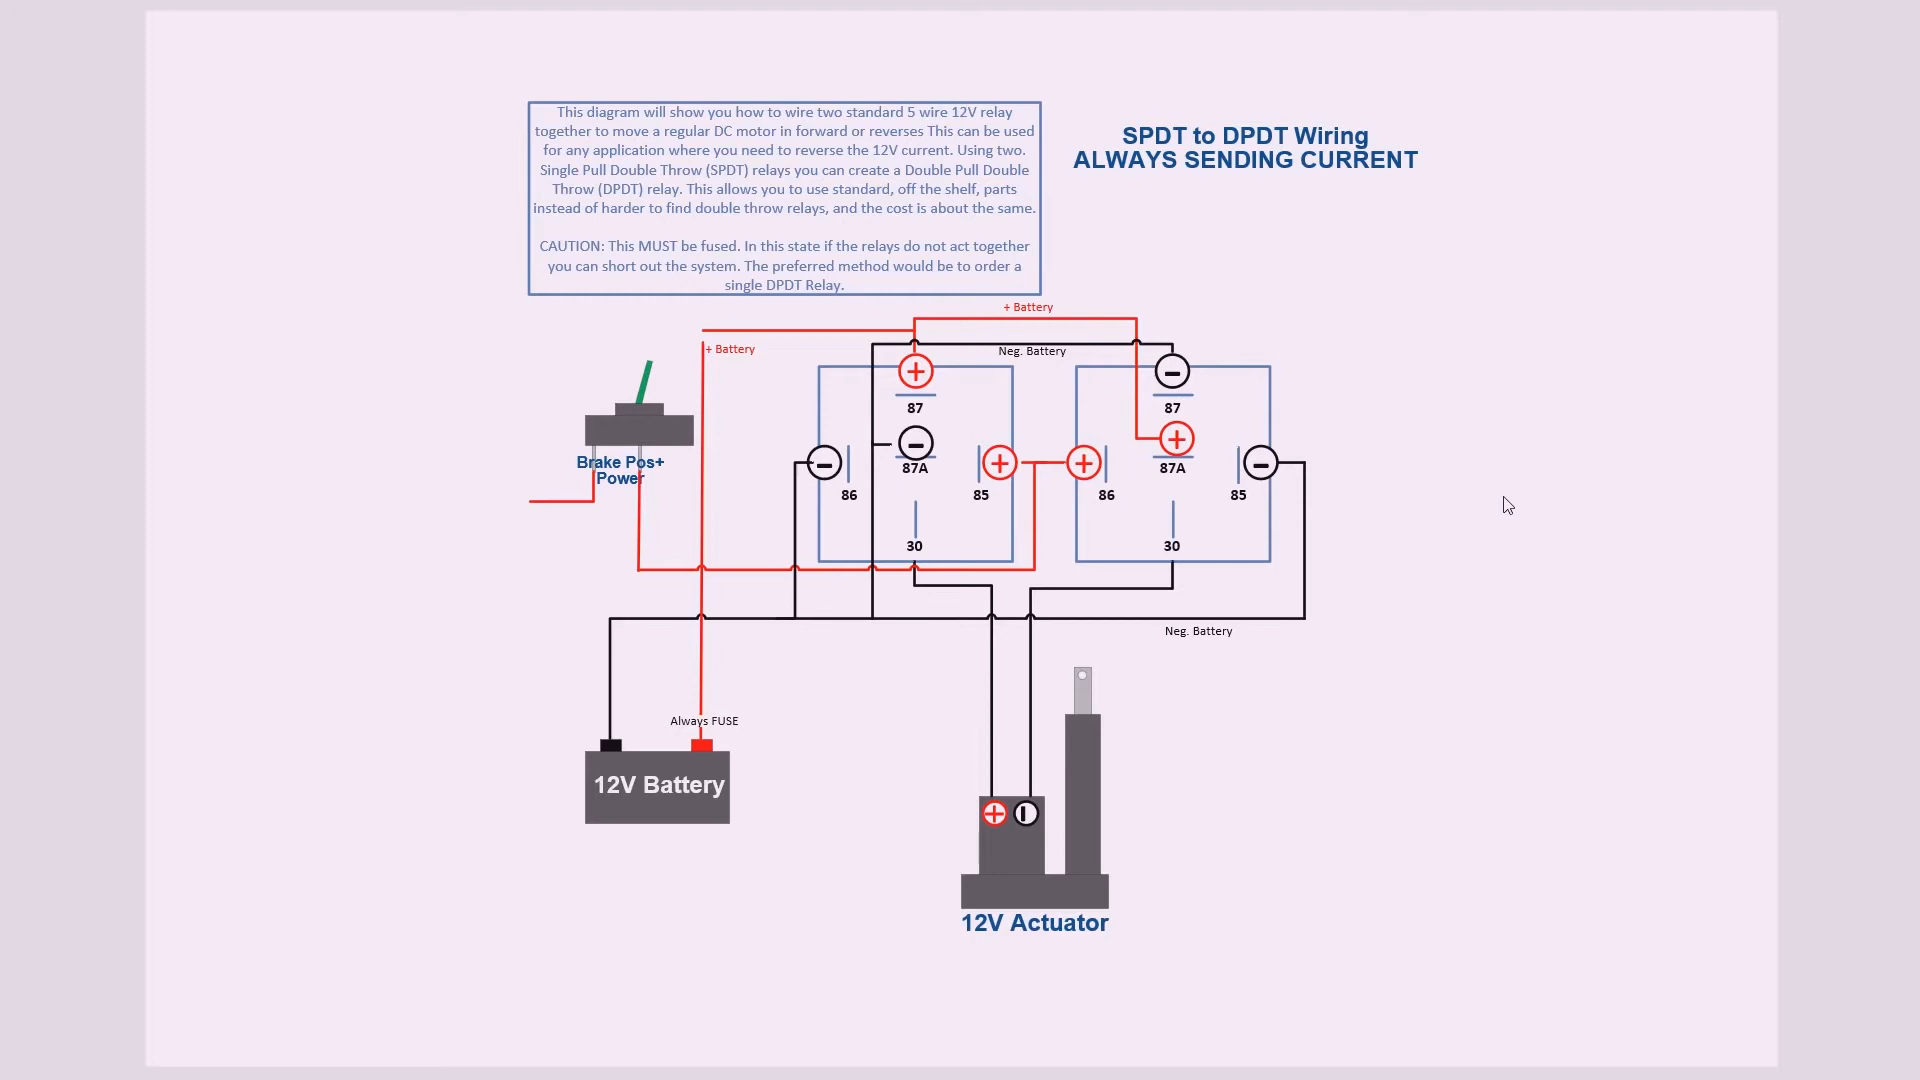 This diagram will show you how to wire two standard 5 wire 12V relay
together to move a regular DC motor in forward or reverses This can be used
for any application where you need to reverse the 12V current. Using two.
Single Pull Double Throw (SPDT) relays you can create a Double Pull Double
Throw (DPDT) relay. This allows you to use standard, off the shelf, parts
instead of harder to find double throw relays, and the cost is about the same.
CAUTION: This MUST be fused. In this state if the relays do not act together
you can short out the system. The preferred method would be to order a
single DPDT Relay.
SPDT to DPDT Wiring
ALWAYS SENDING CURRENT
+ Battery
+ Battery
Neg. Battery
87
87
87A
87A
Brake Pos+
Power
86
85
86
85
30
30
Neg. Battery
Always FUSE
12V Battery
12V Actuator